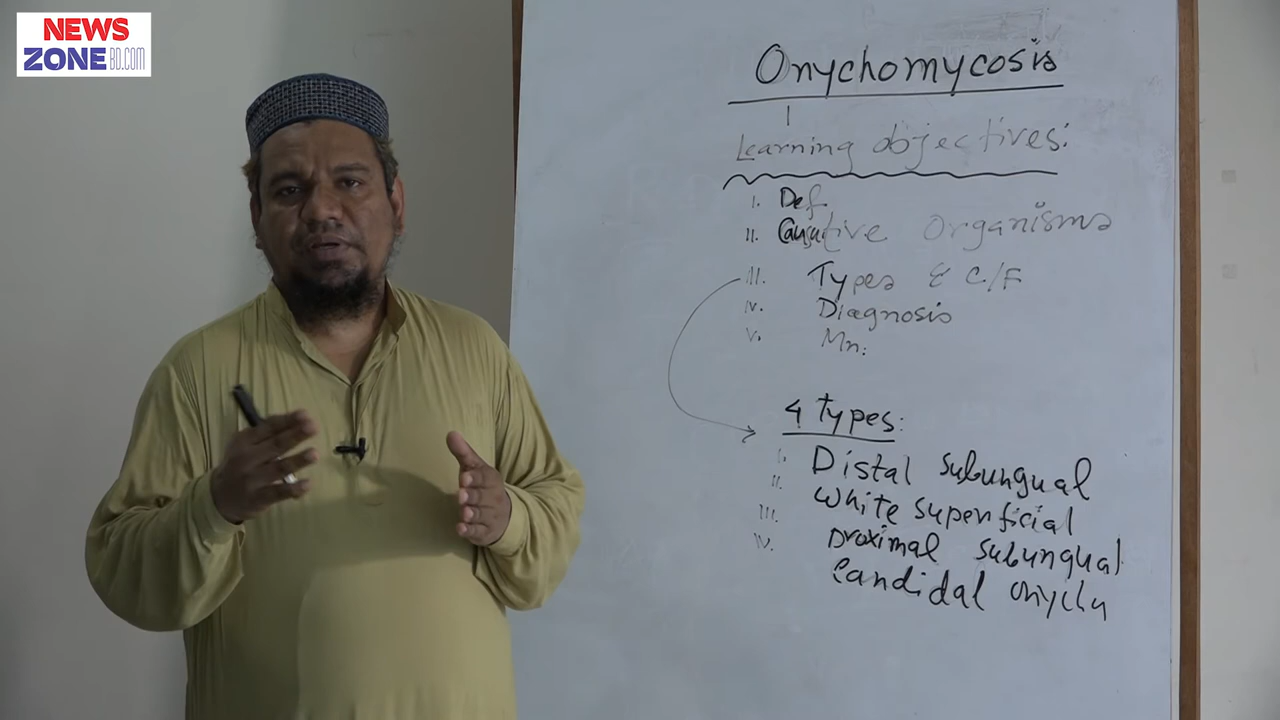 NEWS
ZONE BD.com
Onychomycosis
Learning objectives:
I. Def.
II. Causative Organisms
III. Types & C/F
IV. Diagnosis
V. Mn:
4 Types:
I. Distal subungual
II. White superficial
III. proximal subungual
IV. Candidal onycho